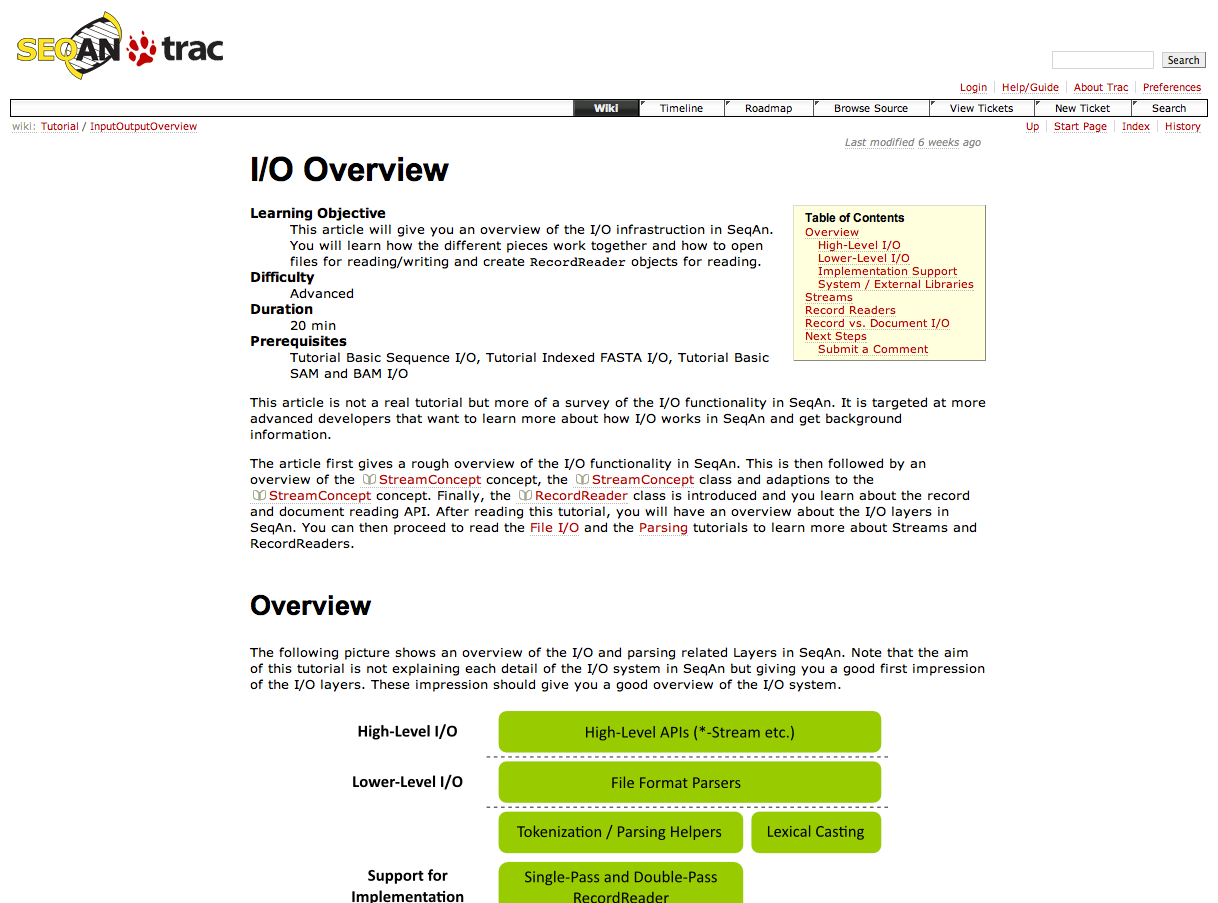 SEQAN trac
Search
Login Help/Guide About Trac Preferences
Wiki Timeline Roadmap Browse Source View Tickets New Ticket Search
wiki: Tutorial / InputOutputOverview
Up Start Page Index History
Last modified 6 weeks ago
I/O Overview
Learning Objective
This article will give you an overview of the I/O infrastruction in SeqAn.
You will learn how the different pieces work together and how to open
files for reading/writing and create RecordReader objects for reading.
Difficulty
Advanced
Duration
20 min
Prerequisites
Tutorial Basic Sequence I/O, Tutorial Indexed FASTA I/O, Tutorial Basic
SAM and BAM I/O
Table of Contents
Overview
High-Level I/O
Lower-Level I/O
Implementation Support
System / External Libraries
Streams
Record Readers
Record vs. Document I/O
Next Steps
Submit a Comment
This article is not a real tutorial but more of a survey of the I/O functionality in SeqAn. It is targeted at more
advanced developers that want to learn more about how I/O works in SeqAn and get background
information.
The article first gives a rough overview of the I/O functionality in SeqAn. This is then followed by an
overview of the StreamConcept concept, the StreamConcept class and adaptions to the
StreamConcept concept. Finally, the RecordReader class is introduced and you learn about the record
and document reading API. After reading this tutorial, you will have an overview about the I/O layers in
SeqAn. You can then proceed to read the File I/O and the Parsing tutorials to learn more about Streams and
RecordReaders.
Overview
The following picture shows an overview of the I/O and parsing related Layers in SeqAn. Note that the aim
of this tutorial is not explaining each detail of the I/O system in SeqAn but giving you a good first impression
of the I/O layers. These impression should give you a good overview of the I/O system.
High-Level I/O
High-Level APIs (*-Stream etc.)
Lower-Level I/O
File Format Parsers
Tokenization / Parsing Helpers
Lexical Casting
Support for
Implementation
Single-Pass and Double-Pass
RecordReader